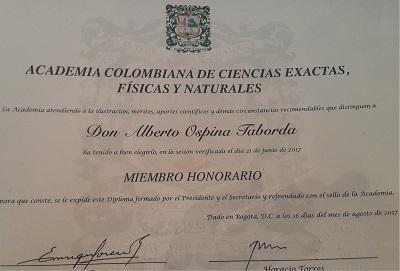 ACADEMIA COLOMBIANA DE CIENCIAS EXACTAS,
FÍSICAS Y NATURALES
La Academia atendiendo a la ilustración, méritos, aportes científicos y demás circunstancias recomendables que distinguen a
Don Alberto Ospina Taborda
ha tenido a bien elegirlo, en la sesión verificada el día 21 de junio de 2017
MIEMBRO HONORARIO
para que conste, se le expide este Diploma firmado por el Presidente y el Secretario y refrendado con el sello de la Academia.
Dado en Bogotá, D.C. a los 16 días del mes de agosto de 2017
Horacio Torres